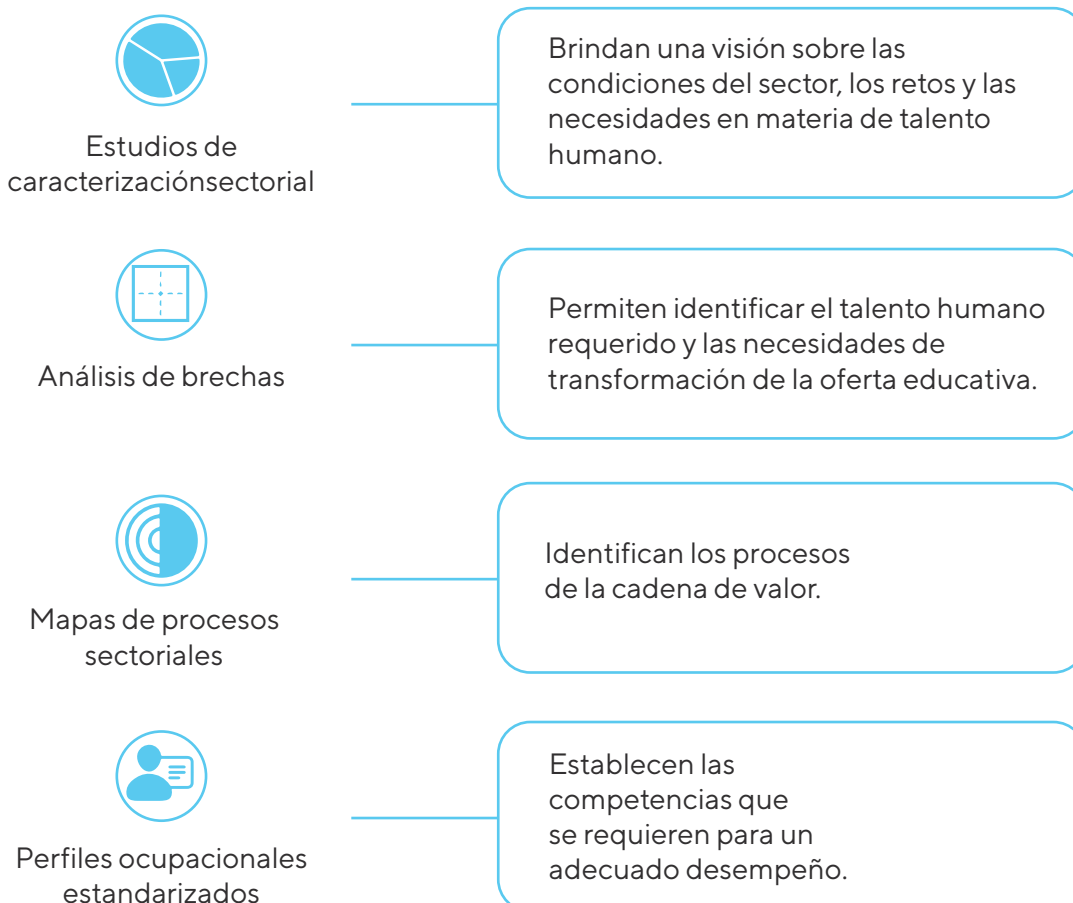 Estudios de
caracterizaciónsectorial
Brindan una visión sobre las
condiciones del sector, los retos y las
necesidades en materia de talento
humano.
Análisis de brechas
Permiten identificar el talento humano
requerido y las necesidades de
transformación de la oferta educativa.
Mapas de procesos
sectoriales
Identifican los procesos
de la cadena de valor.
Perfiles ocupacionales
estandarizados
Establecen las
competencias que
se requieren para un
adecuado desempeño.